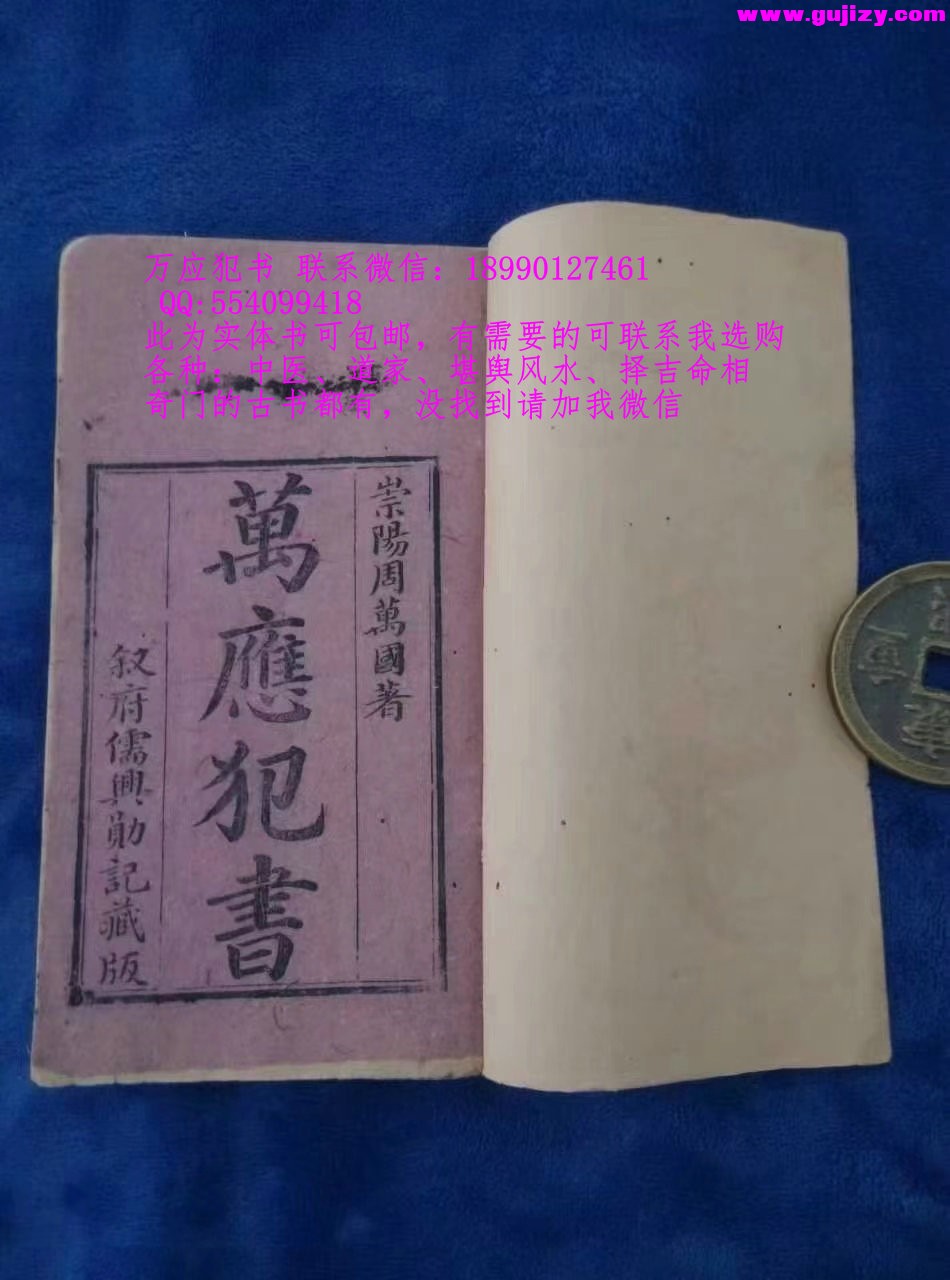 www.gujizy.com
万应犯书 联系微信：18990127461
QQ:554099418
此为实体书可包邮，有需要的可联系我选购
各种：中医、道家、堪舆风水、择吉命相
奇门的古书都有，没找到请加我微信
崇陽周萬國著
萬應犯書
敘府儒興勛記藏版